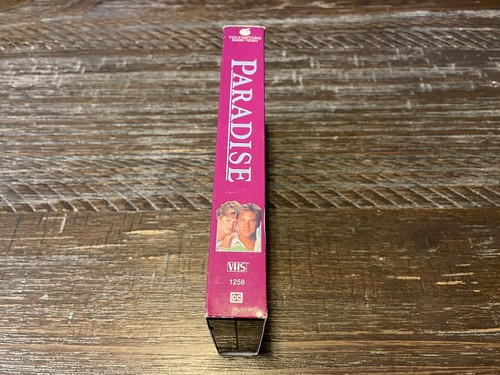 TOUCHSTONE
HOME VIDEO
PARADISE
VHS
1258
CC